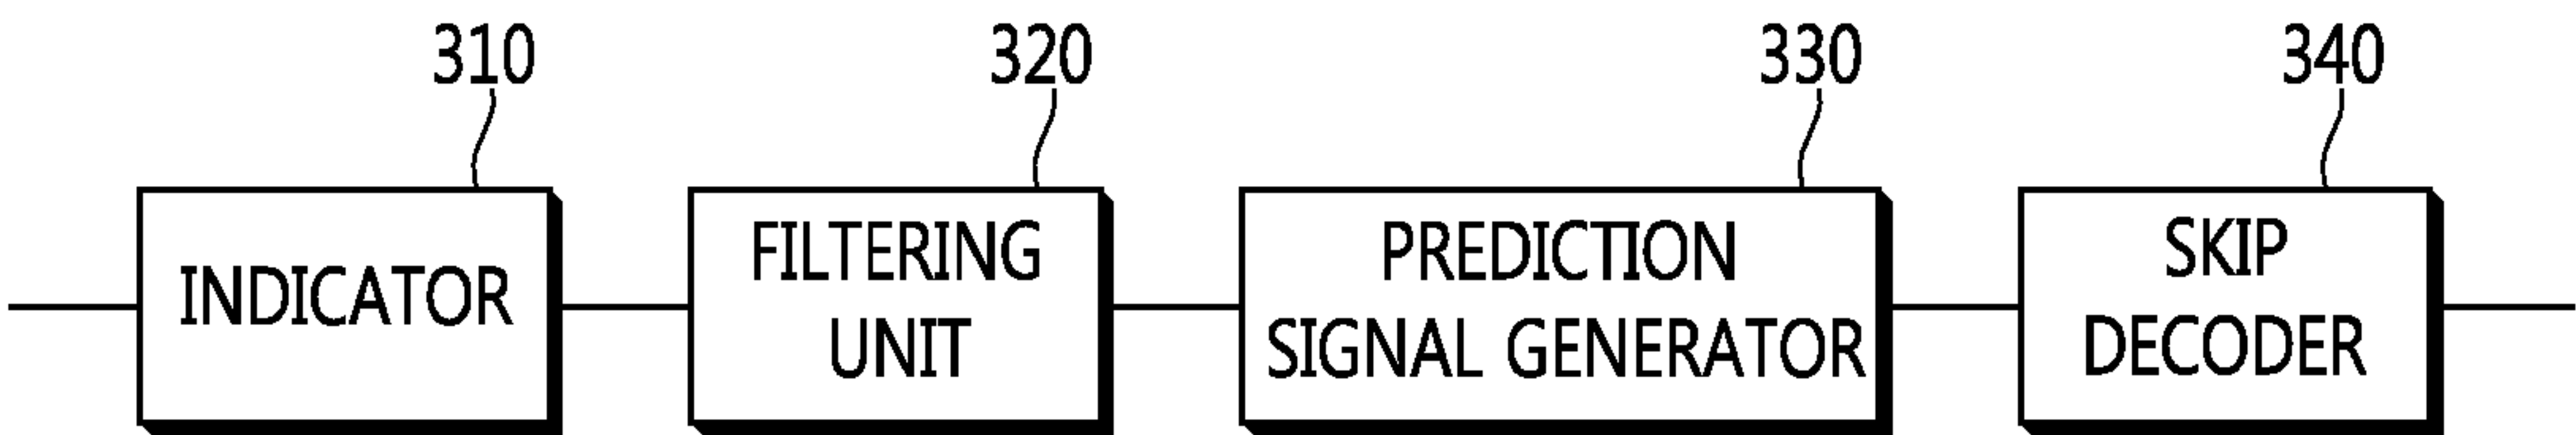 310
320
330
340
INDICATOR
FILTERING
UNIT
PREDICTION
SIGNAL GENERATOR
SKIP
DECODER